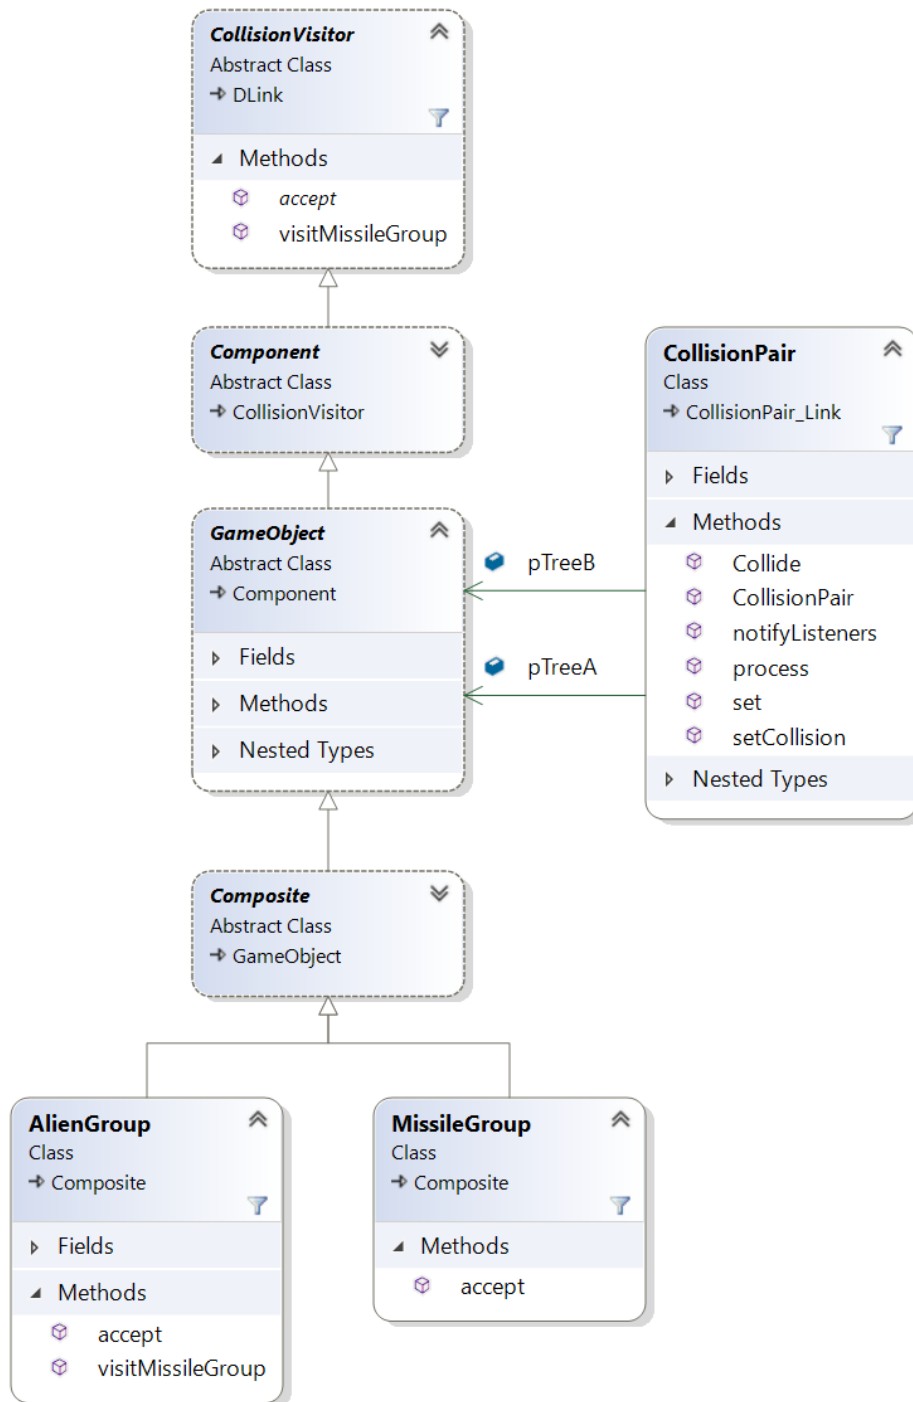 CollisionVisitor
Abstract Class
DLink
Methods
accept
visitMissileGroup
Component
Abstract Class
CollisionVisitor
GameObject
Abstract Class
Component
Fields
Methods
Nested Types
pTreeB
pTreeA
CollisionPair
Class
CollisionPair_Link
Fields
Methods
Collide
CollisionPair
notifyListeners
process
set
setCollision
Nested Types
Composite
Abstract Class
GameObject
AlienGroup
Class
Composite
Fields
Methods
accept
visitMissileGroup
MissileGroup
Class
Composite
Methods
accept